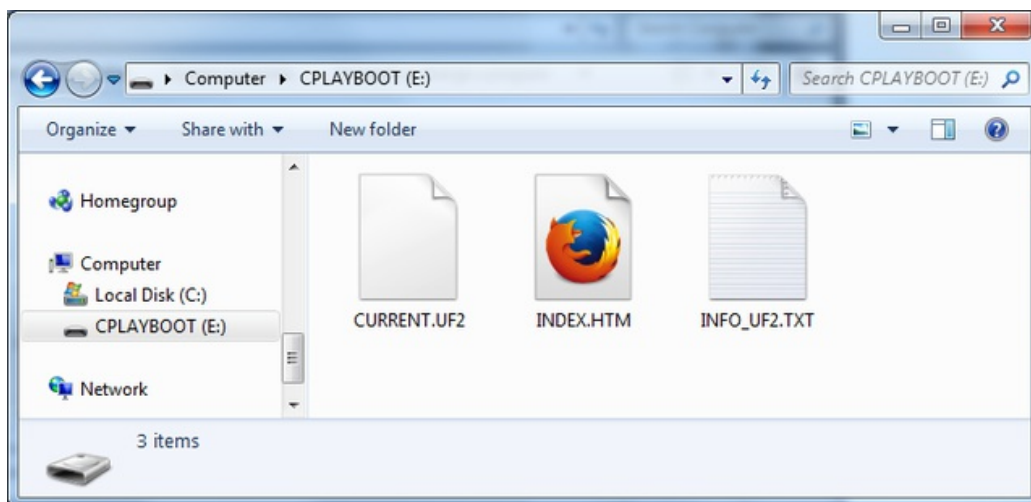 Computer ▸ CPLAYBOOT (E:)
Search CPLAYBOOT (E:)
Organize
Share with
New folder
Homegroup
Computer
Local Disk (C:)
CPLAYBOOT (E:)
Network
CURRENT.UF2
INDEX.HTM
INFO_UF2.TXT
3 items